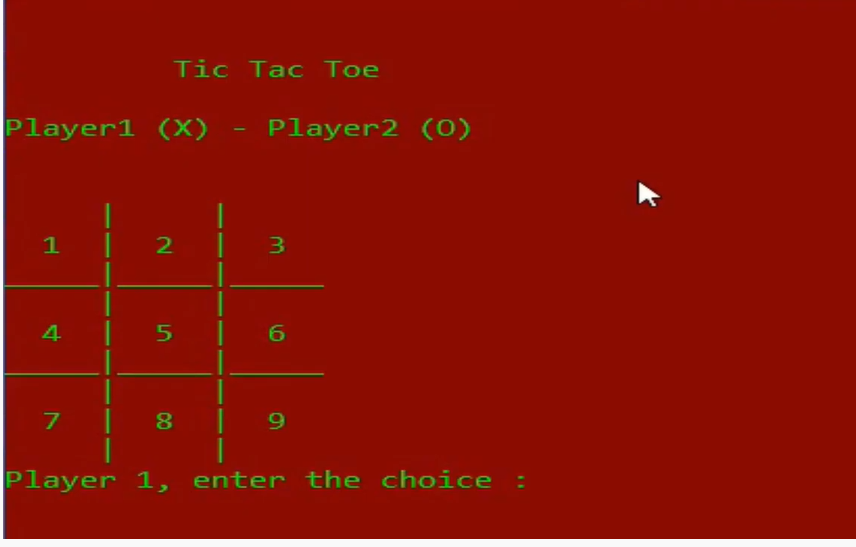 Tic Tac Toe
Player1 (X) - Player2 (O)
1 | 2 | 3
4 | 5 | 6
7 | 8 | 9
Player 1, enter the choice :